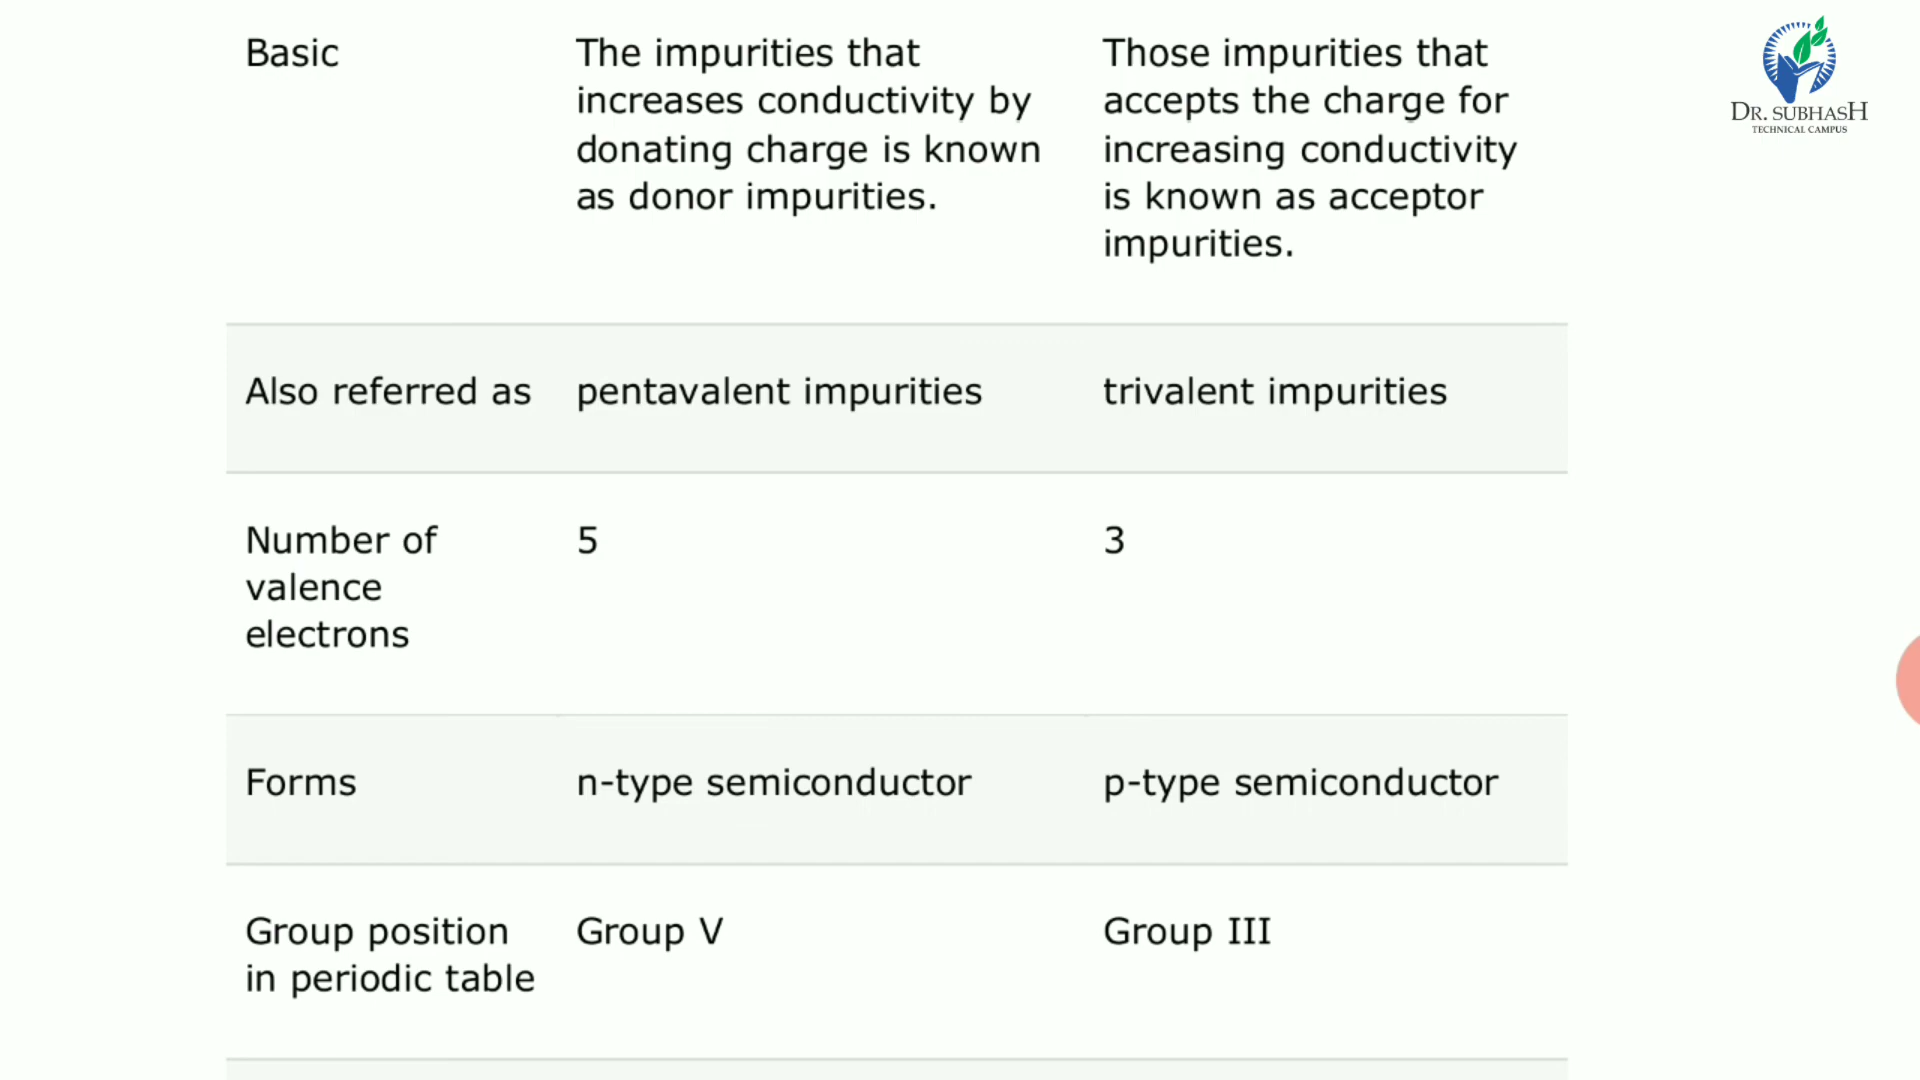 Basic
The impurities that
increases conductivity by
donating charge is known
as donor impurities.
Those impurities that
accepts the charge for
increasing conductivity
is known as acceptor
impurities.
DR. SUBHASH
TECHNICAL CAMPUS
Also referred as
pentavalent impurities
trivalent impurities
Number of
valence
electrons
5
3
Forms
n-type semiconductor
p-type semiconductor
Group position
in periodic table
Group V
Group III